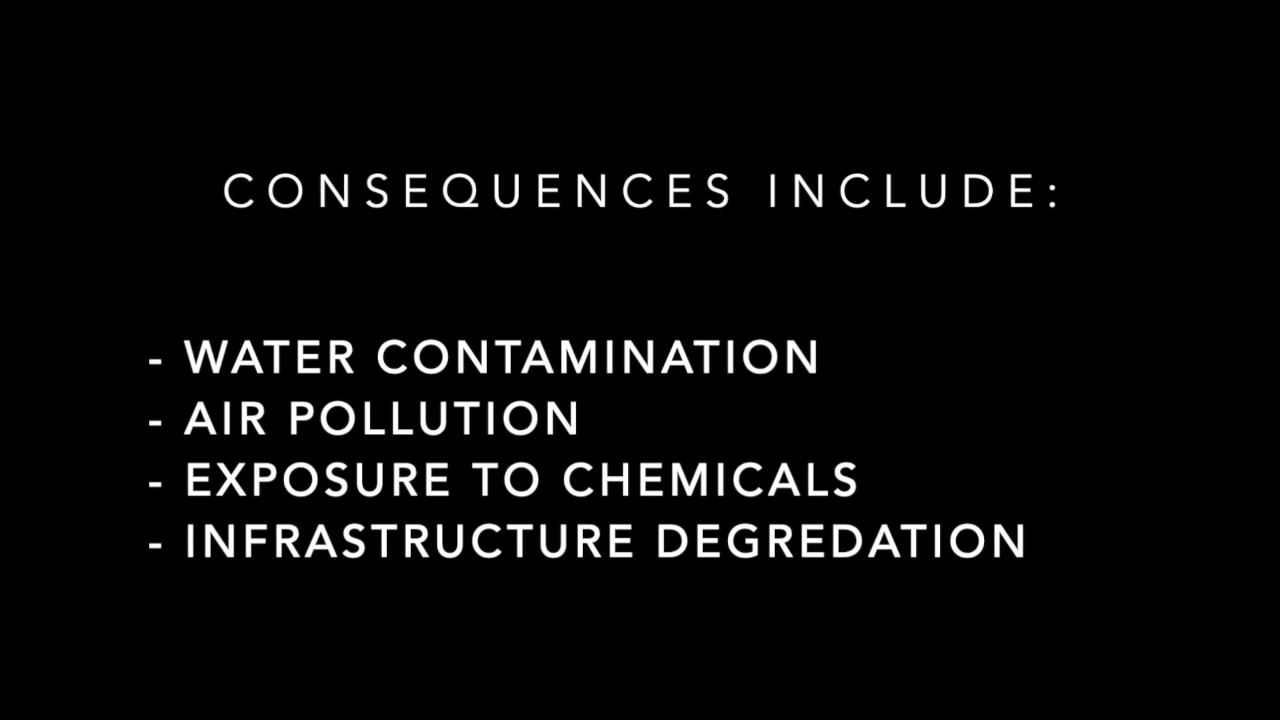 CONSEQUENCES INCLUDE:
- WATER CONTAMINATION
- AIR POLLUTION
- EXPOSURE TO CHEMICALS
- INFRASTRUCTURE DEGREDATION